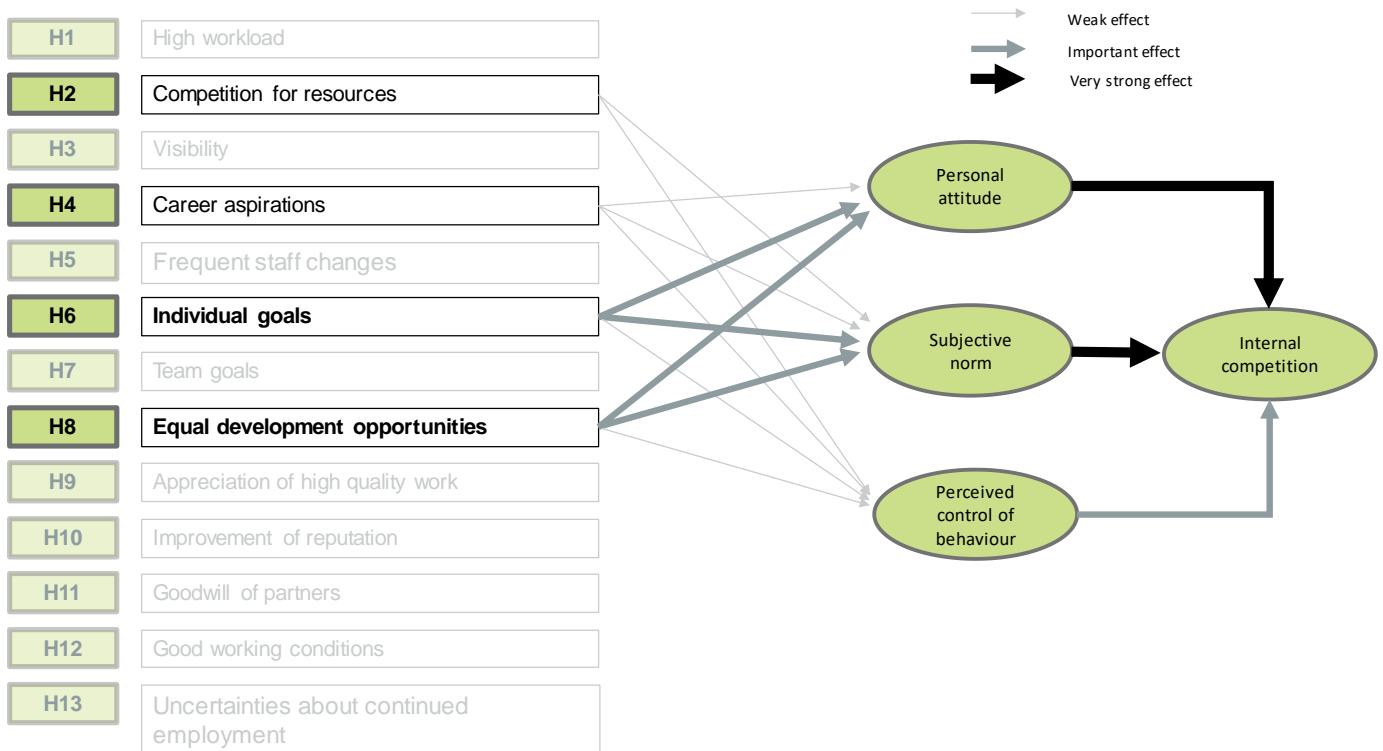 H1 High workload
H2 Competition for resources
H3 Visibility
H4 Career aspirations
H5 Frequent staff changes
H6 Individual goals
H7 Team goals
H8 Equal development opportunities
H9 Appreciation of high quality work
H10 Improvement of reputation
H11 Goodwill of partners
H12 Good working conditions
H13 Uncertainties about continued
employment
Weak effect
Important effect
Very strong effect
Personal
attitude
Subjective
norm
Perceived
control of
behaviour
Internal
competition